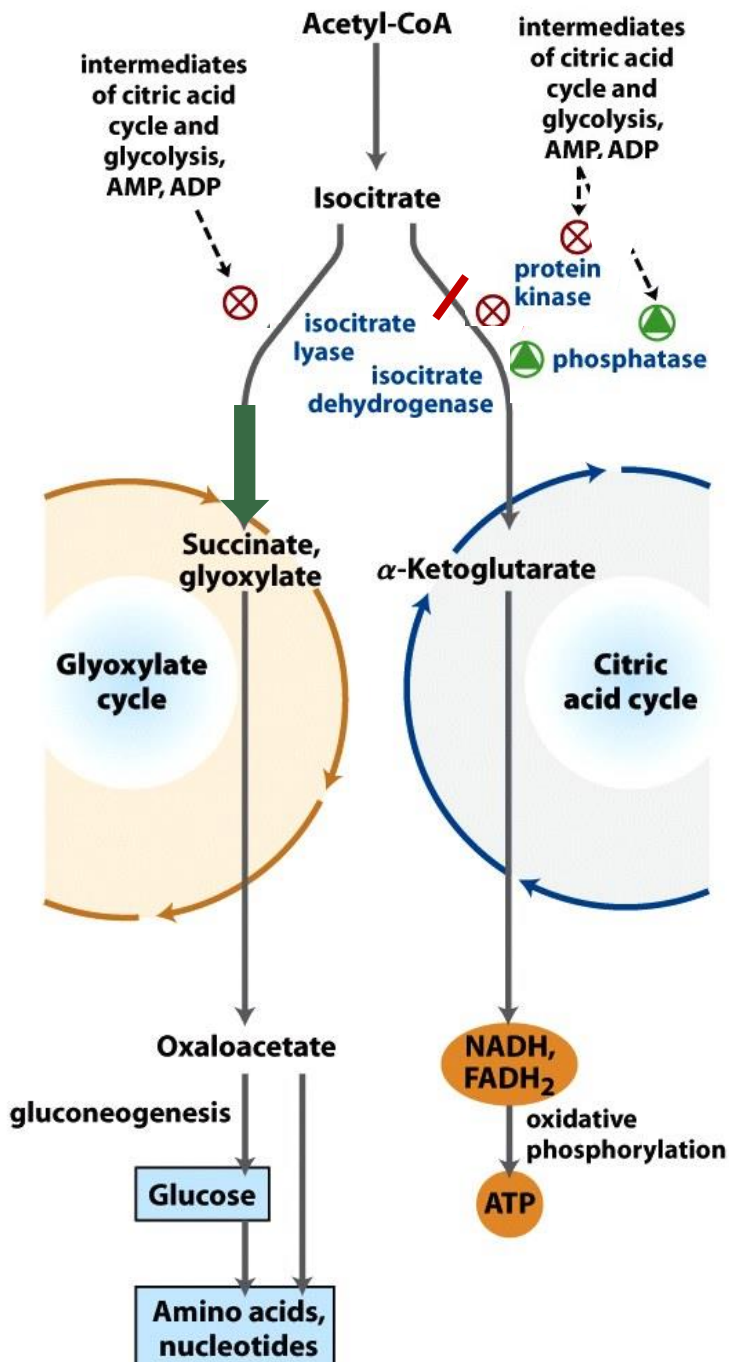 Acetyl-CoA
intermediates
of citric acid
cycle and
glycolysis,
AMP, ADP
intermediates
of citric acid
cycle and
glycolysis,
AMP, ADP
Isocitrate
protein
kinase
isocitrate
lyase
phosphatase
isocitrate
dehydrogenase
Succinate,
glyoxylate
α-Ketoglutarate
Glyoxylate
cycle
Citric
acid cycle
Oxaloacetate
NADH,
FADH₂
gluconeogenesis
oxidative
phosphorylation
Glucose
ATP
Amino acids,
nucleotides